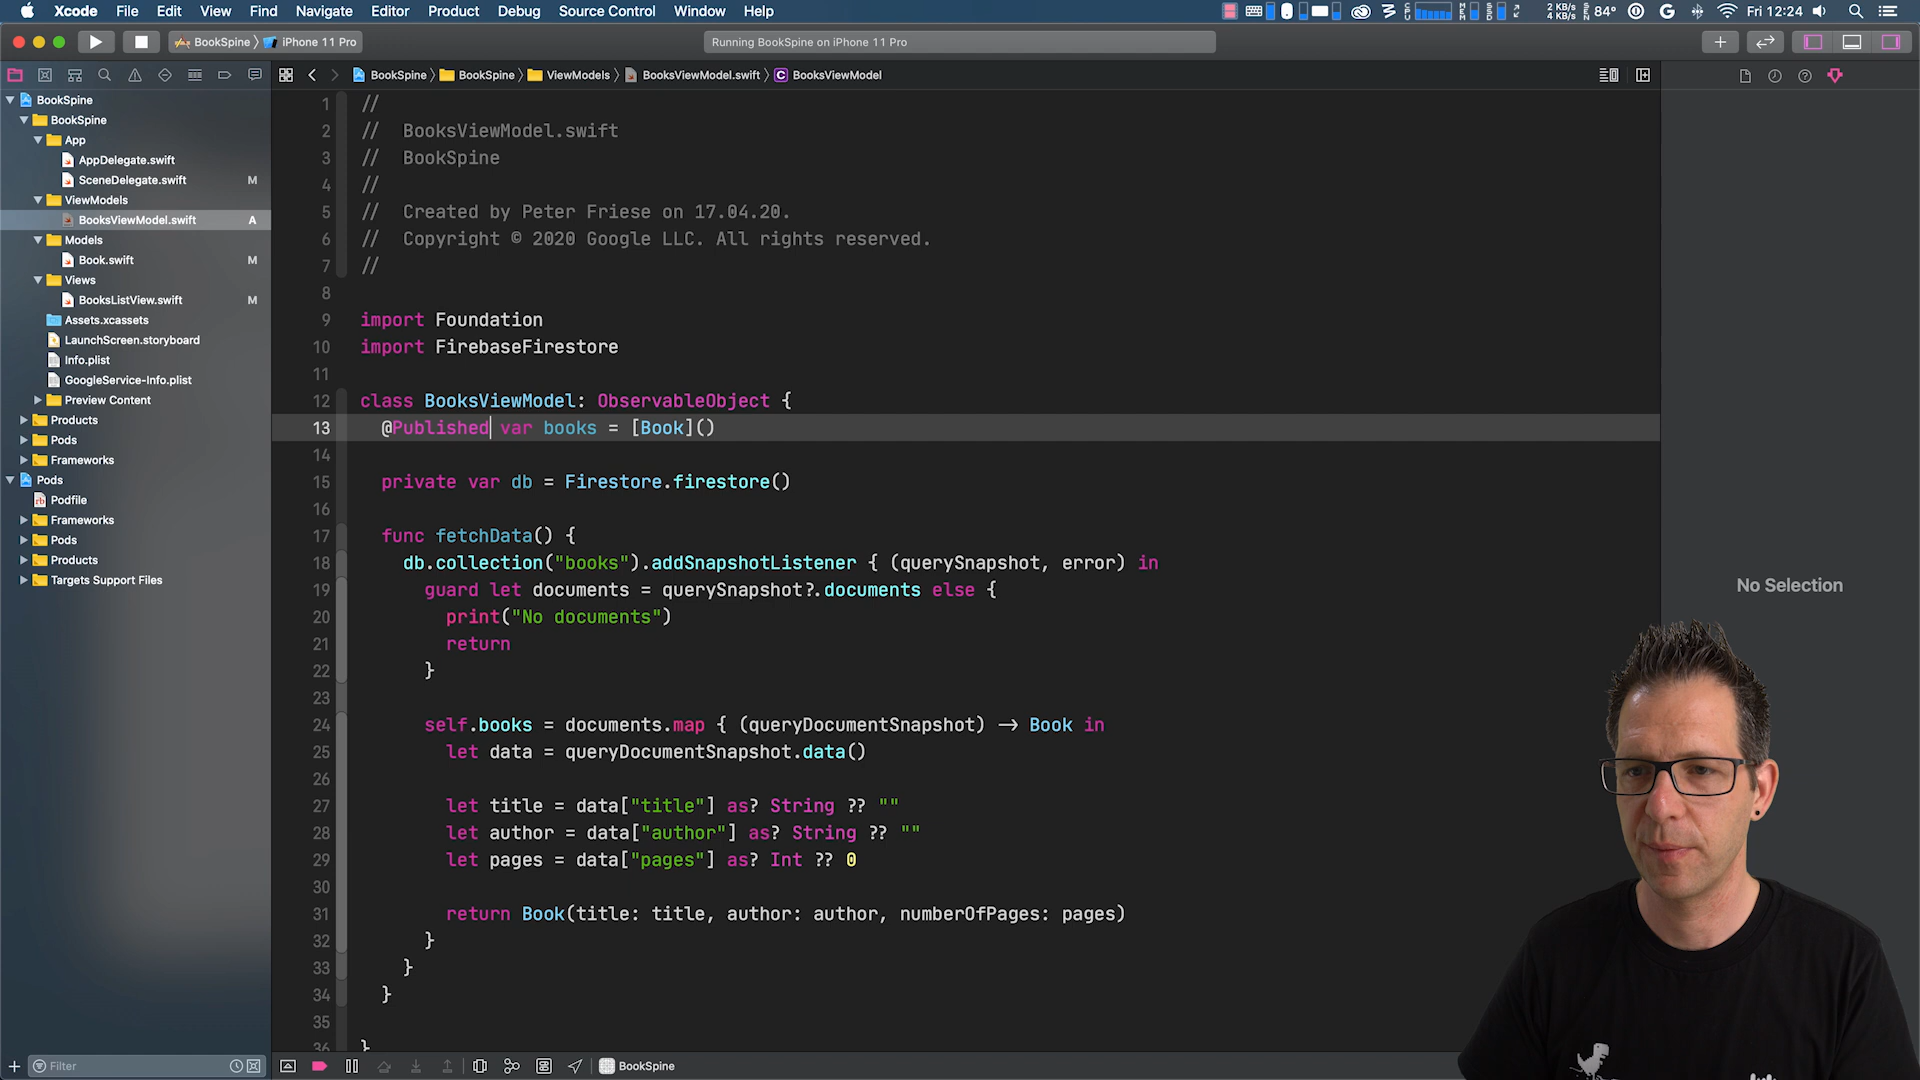 Xcode File Edit View Find Navigate Editor Product Debug Source Control Window Help
2 KB/s 4 KB/s 84° Fri 12:24
BookSpine iPhone 11 Pro
Running BookSpine on iPhone 11 Pro
BookSpine BookSpine ViewModels BooksViewModel.swift C BooksViewModel
BookSpine
BookSpine
App
AppDelegate.swift
SceneDelegate.swift M
ViewModels
BooksViewModel.swift A
Models
Book.swift M
Views
BooksListView.swift M
Assets.xcassets
LaunchScreen.storyboard
Info.plist
GoogleService-Info.plist
Preview Content
Products
Pods
Frameworks
Pods
Podfile
Frameworks
Pods
Products
Targets Support Files
Filter
1 //
2 // BooksViewModel.swift
3 // BookSpine
4 //
5 // Created by Peter Friese on 17.04.20.
6 // Copyright © 2020 Google LLC. All rights reserved.
7 //
8
9 import Foundation
10 import FirebaseFirestore
11
12 class BooksViewModel: ObservableObject {
13 @Published var books = [Book]()
14
15 private var db = Firestore.firestore()
16
17 func fetchData() {
18 db.collection("books").addSnapshotListener { (querySnapshot, error) in
19 guard let documents = querySnapshot?.documents else {
20 print("No documents")
21 return
22 }
23
24 self.books = documents.map { (queryDocumentSnapshot) -> Book in
25 let data = queryDocumentSnapshot.data()
26
27 let title = data["title"] as? String ?? ""
28 let author = data["author"] as? String ?? ""
29 let pages = data["pages"] as? Int ?? 0
30
31 return Book(title: title, author: author, numberOfPages: pages)
32 }
33 }
34 }
35
36 }
BookSpine
No Selection